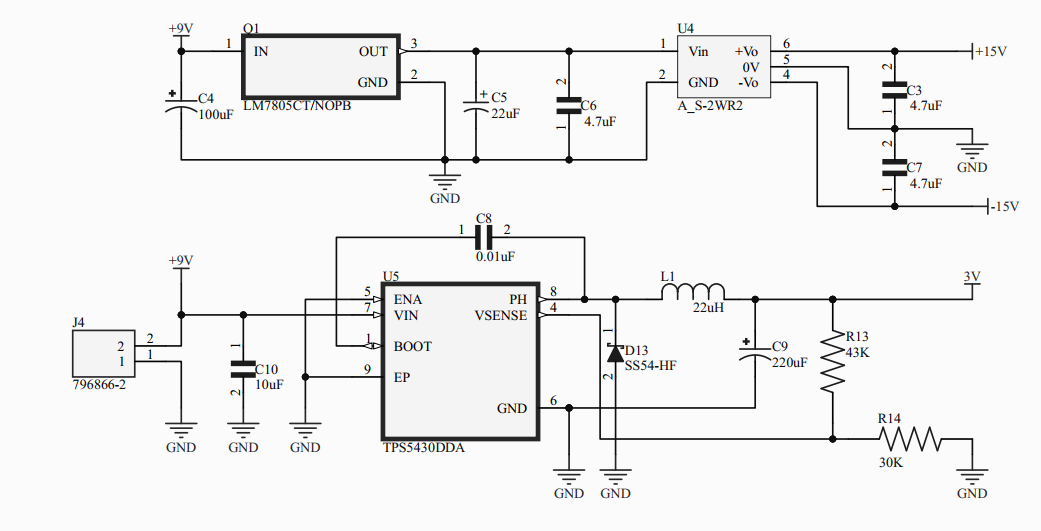 +9V
Q1
1
IN
OUT
3
GND
2
LM7805CT/NOPB
C4
100uF
C5
22uF
2
C6
4.7uF
1
GND
U4
1
Vin
+Vo
6
0V
5
2
GND
-Vo
4
A_S-2WR2
+15V
2
C3
4.7uF
1
GND
2
C7
4.7uF
1
-15V
+9V
J4
2
2
1
1
796866-2
GND
1
C10
10uF
2
GND
GND
1
C8
2
0.01uF
U5
5
ENA
7
VIN
1
BOOT
9
EP
PH
8
VSENSE
4
GND
6
TPS5430DDA
GND
1
D13
SS54-HF
2
GND
L1
22uH
3V
C9
220uF
R13
43K
R14
30K
GND